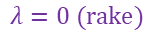 λ = 0 (rake)